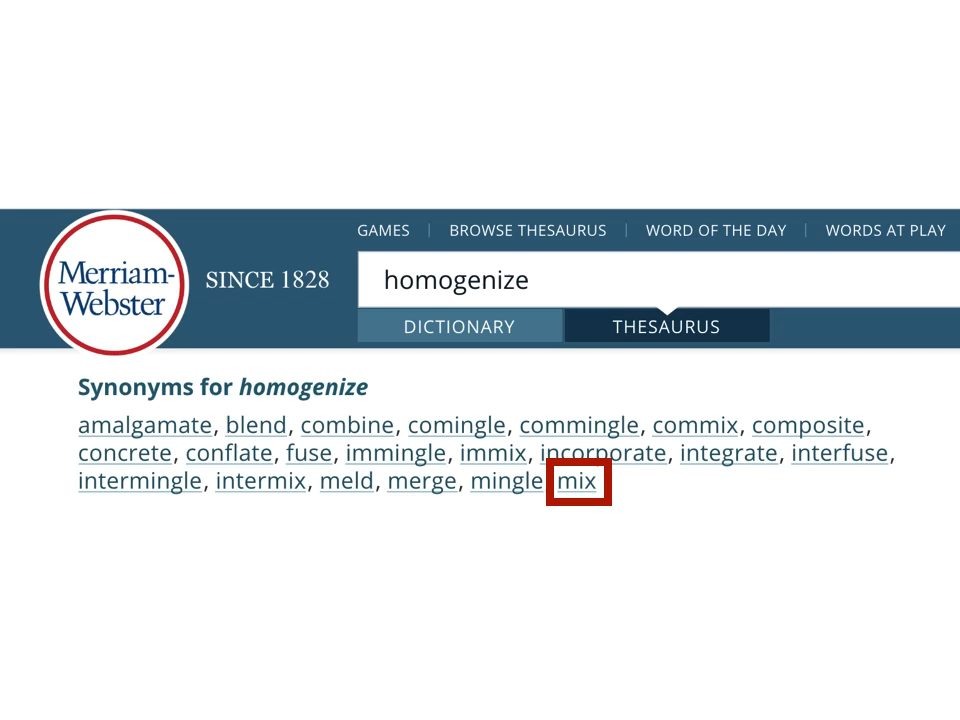 GAMES | BROWSE THESAURUS | WORD OF THE DAY | WORDS AT PLAY
Merriam-
Webster
SINCE 1828
homogenize
DICTIONARY THESAURUS
Synonyms for homogenize
amalgamate, blend, combine, comingle, commingle, commix, composite,
concrete, conflate, fuse, immingle, immix, incorporate, integrate, interfuse,
intermingle, intermix, meld, merge, mingle mix